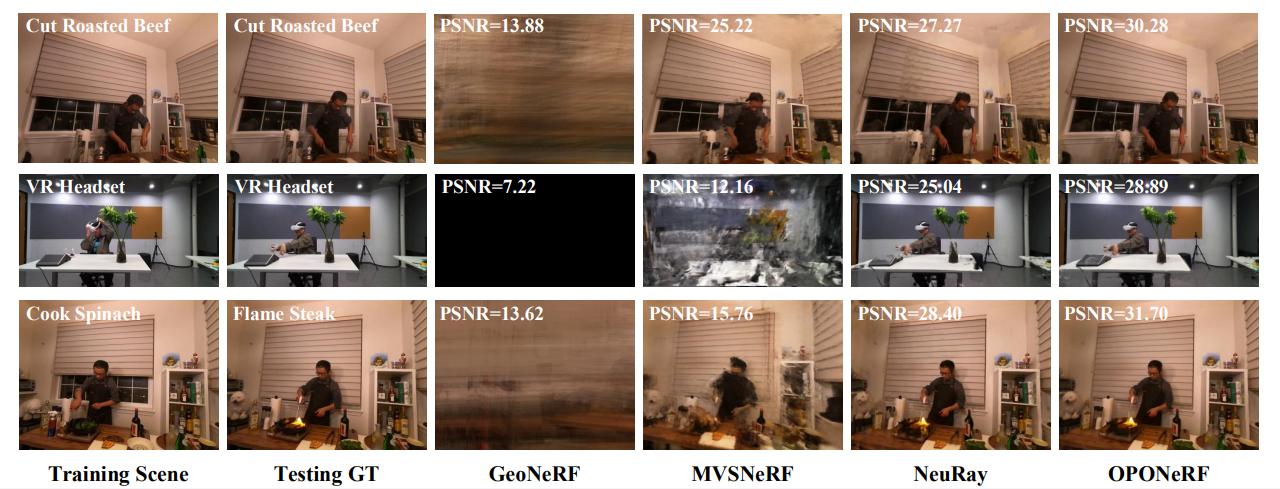 Cut Roasted Beef Cut Roasted Beef PSNR=13.88 PSNR=25.22 PSNR=27.27 PSNR=30.28
VR Headset VR Headset PSNR=7.22 PSNR=12.16 PSNR=25.04 PSNR=28.89
Cook Spinach Flame Steak PSNR=13.62 PSNR=15.76 PSNR=28.40 PSNR=31.70
Training Scene Testing GT GeoNeRF MVSNeRF NeuRay OPONeRF